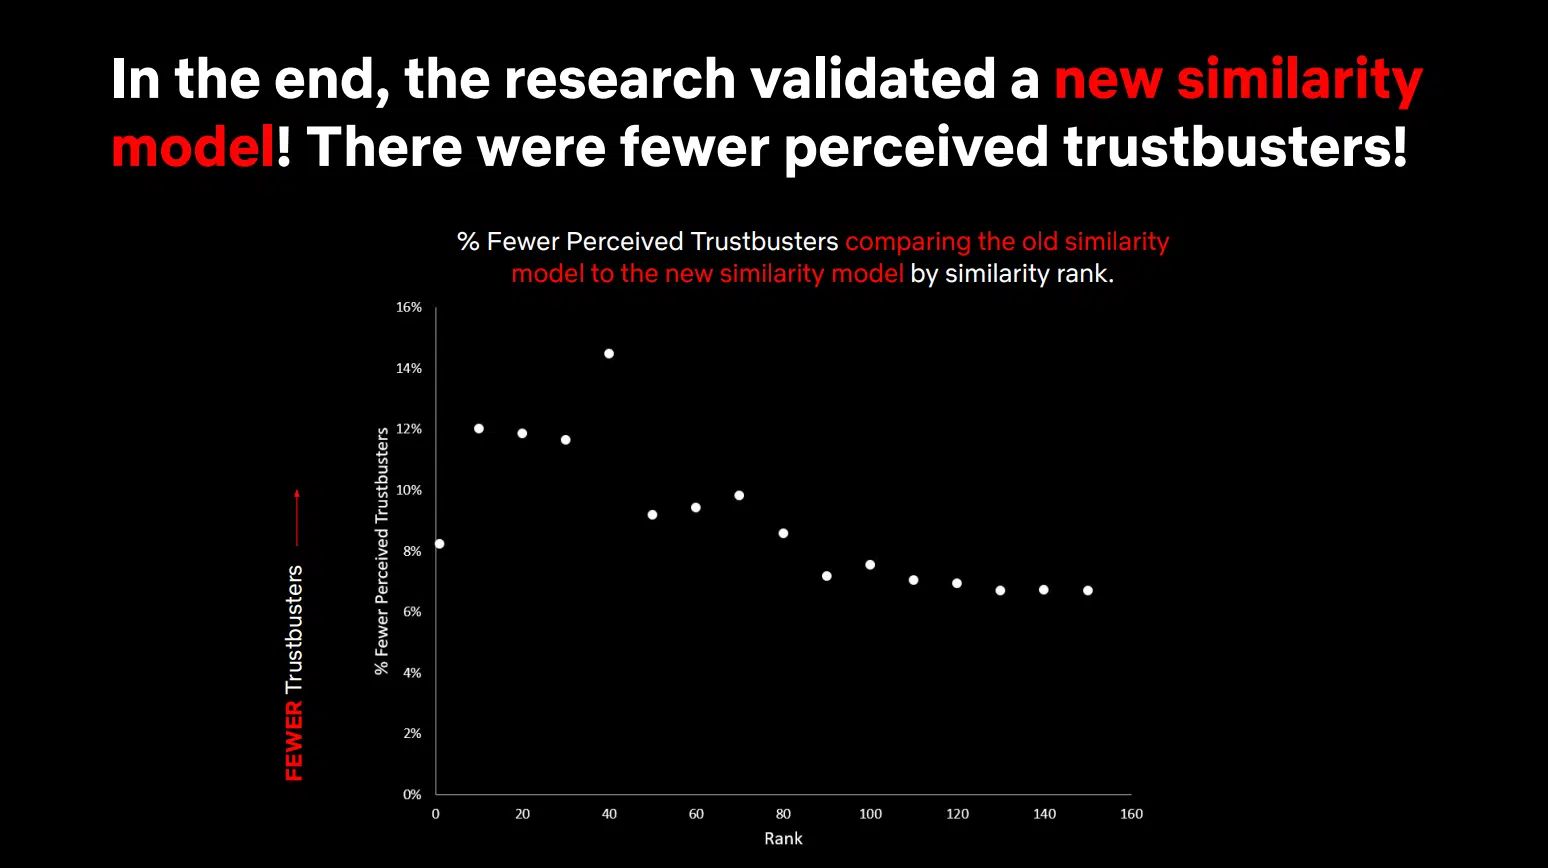 In the end, the research validated a new similarity
model! There were fewer perceived trustbusters!
% Fewer Perceived Trustbusters comparing the old similarity
model to the new similarity model by similarity rank.
16%
14%
12%
10%
8%
6%
4%
2%
0%
% Fewer Perceived Trustbusters
FEWER Trustbusters
0 20 40 60 80 100 120 140 160
Rank